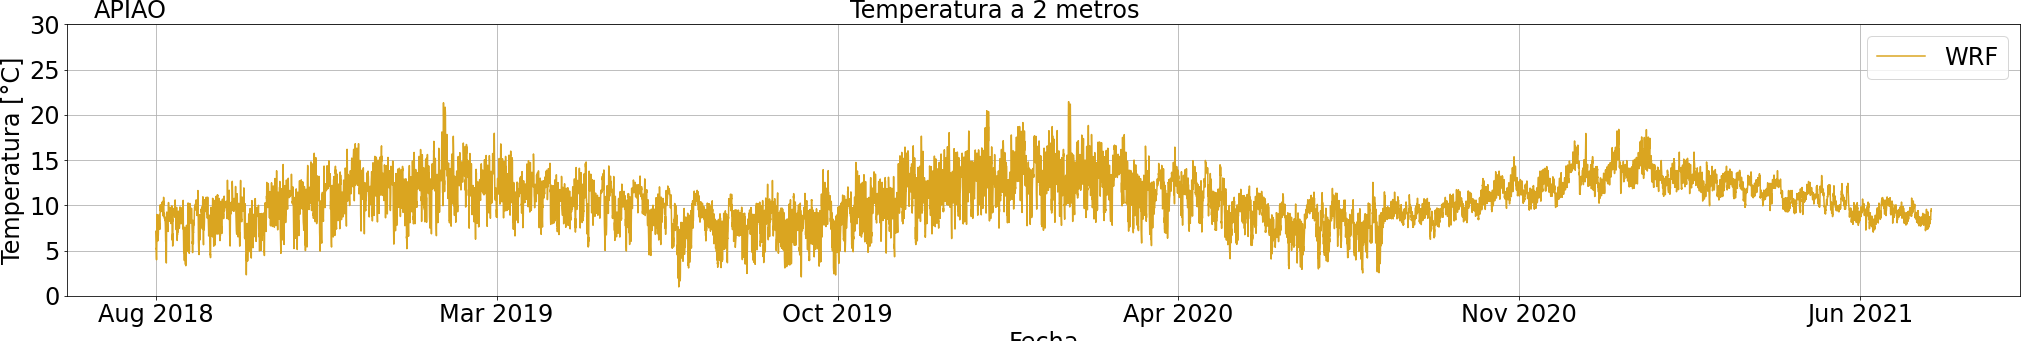 APIAO
Temperatura a 2 metros
Temperatura [°C]
30
25
20
15
10
5
0
WRF
Aug 2018 Mar 2019 Oct 2019 Apr 2020 Nov 2020 Jun 2021
Fecha